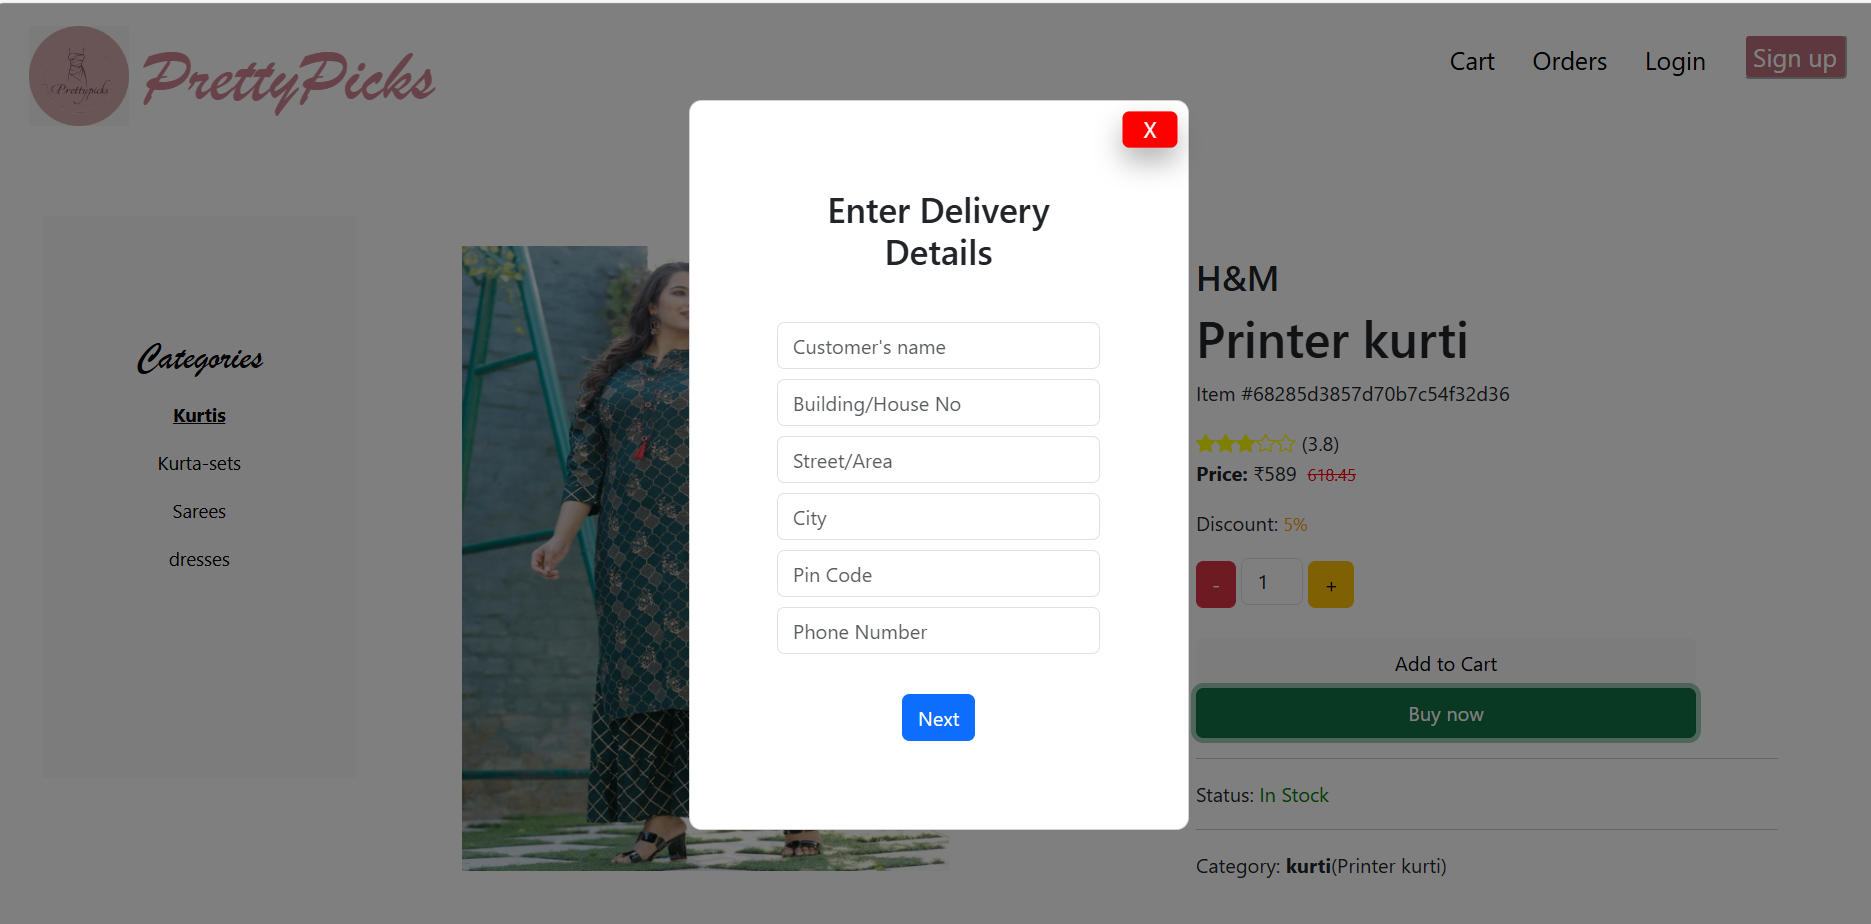 Prettypicks
PrettyPicks
Cart
Orders
Login
Sign up
X
Enter Delivery
Details
Customer's name
Building/House No
Street/Area
City
Pin Code
Phone Number
Next
Categories
Kurtis
Kurta-sets
Sarees
dresses
H&M
Printer kurti
Item #68285d3857d70b7c54f32d36
(3.8)
Price: ₹589 618.45
Discount: 5%
- 1 +
Add to Cart
Buy now
Status: In Stock
Category: kurti(Printer kurti)